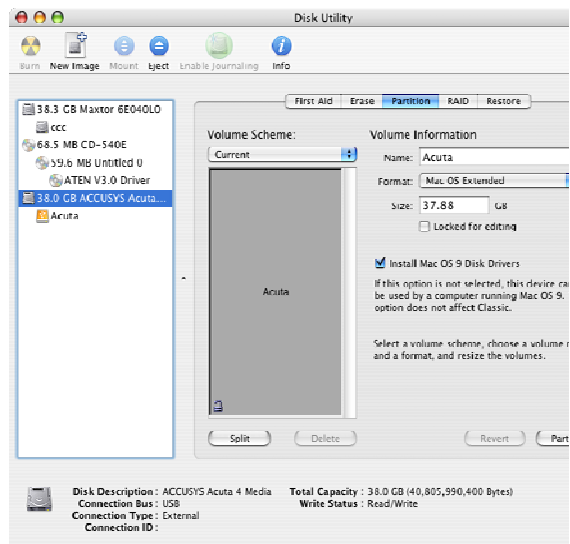 Disk Utility
Burn New Image Mount Eject Enable Journaling Info
First Aid Erase Partition RAID Restore
38.3 GB Maxtor 6E040L0
ccc
68.5 MB CD-540E
59.6 MB Untitled 0
ATEN V3.0 Driver
38.0 GB ACCUSYS Acuta...
Acuta
Volume Scheme:
Current
Acuta
Split Delete
Volume Information
Name: Acuta
Format: Mac OS Extended
Size: 37.88 GB
Locked for editing
Install Mac OS 9 Disk Drivers
If this option is not selected, this device ca
be used by a computer running Mac OS 9.
option does not affect Classic.
Select a volume scheme, choose a volume
and a format, and resize the volumes.
Revert Part
Disk Description : ACCUSYS Acuta 4 Media
Connection Bus : USB
Connection Type : External
Connection ID :
Total Capacity : 38.0 GB (40,805,990,400 Bytes)
Write Status : Read/Write